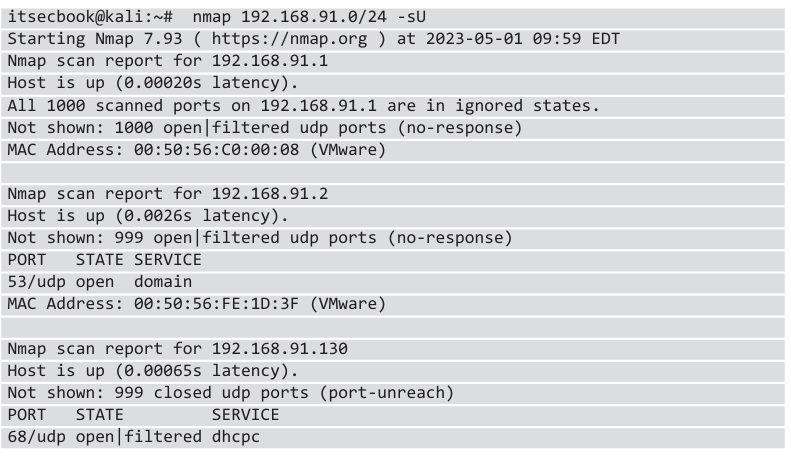 itsecbook@kali:~#  nmap 192.168.91.0/24 -sU
Starting Nmap 7.93 ( https://nmap.org ) at 2023-05-01 09:59 EDT
Nmap scan report for 192.168.91.1
Host is up (0.00020s latency).
All 1000 scanned ports on 192.168.91.1 are in ignored states.
Not shown: 1000 open|filtered udp ports (no-response)
MAC Address: 00:50:56:C0:00:08 (VMware)

Nmap scan report for 192.168.91.2
Host is up (0.0026s latency).
Not shown: 999 open|filtered udp ports (no-response)
PORT   STATE SERVICE
53/udp open  domain
MAC Address: 00:50:56:FE:1D:3F (VMware)

Nmap scan report for 192.168.91.130
Host is up (0.00065s latency).
Not shown: 999 closed udp ports (port-unreach)
PORT   STATE         SERVICE
68/udp open|filtered dhcpc